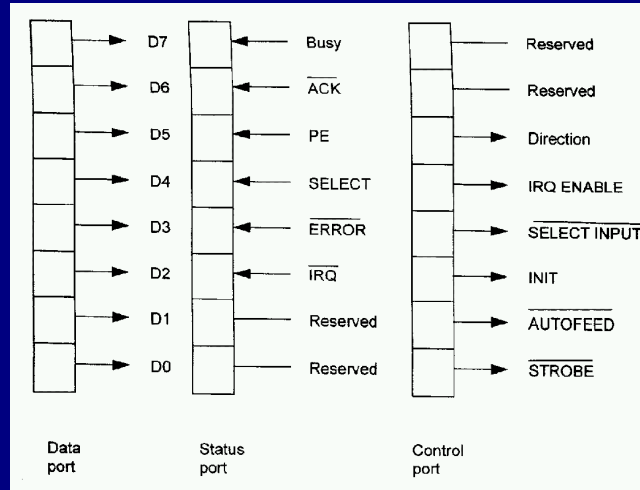 D7
D6
D5
D4
D3
D2
D1
D0
Data
port
Busy
ACK
PE
SELECT
ERROR
IRQ
Reserved
Reserved
Status
port
Reserved
Reserved
Direction
IRQ ENABLE
SELECT INPUT
INIT
AUTOFEED
STROBE
Control
port